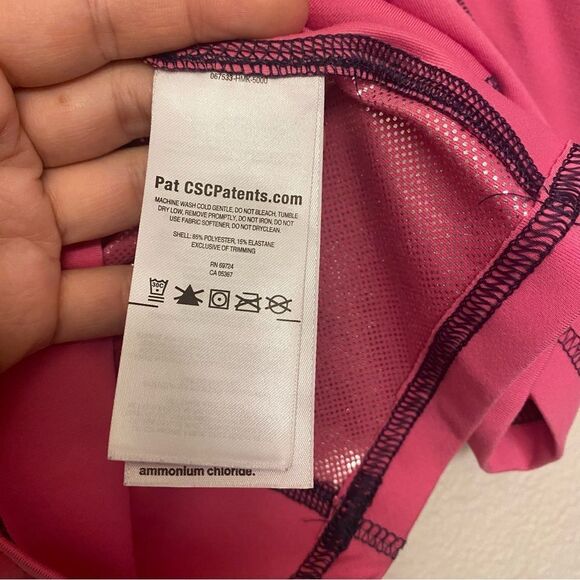 067533-HMK-5000
Pat CSCPatents.com
MACHINE WASH COLD GENTLE, DO NOT BLEACH, TUMBLE
DRY LOW, REMOVE PROMPTLY, DO NOT IRON, DO NOT
USE FABRIC SOFTENER, DO NOT DRYCLEAN.
SHELL: 85% POLYESTER, 15% ELASTANE
EXCLUSIVE OF TRIMMING
RN 69724
CA 05367
30C
ammonium chloride.